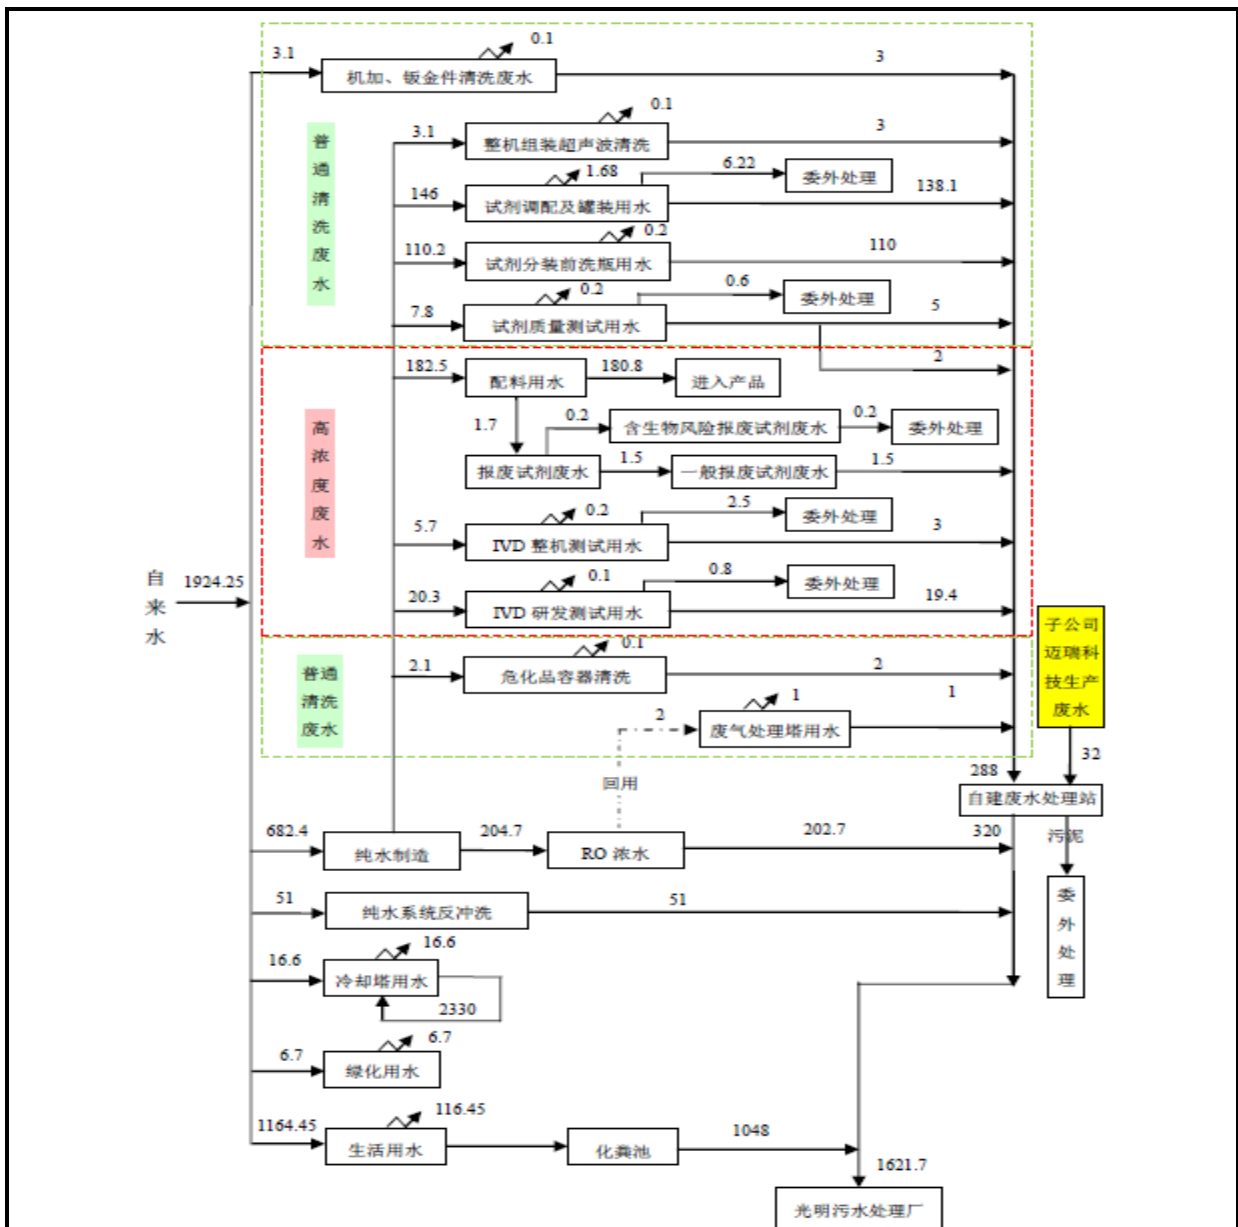 0.1
3.1
3
机加、钣金件清洗废水
0.1
3.1
3
整机组装超声波清洗
普通清洗废水
1.68
6.22
委外处理
146
138.1
试剂调配及罐装用水
0.2
110.2
110
试剂分装前洗瓶用水
0.2
0.6
委外处理
7.8
5
试剂质量测试用水
2
182.5
180.8
配料用水
进入产品
高浓度废水
1.7
0.2
含生物风险报废试剂废水
0.2
委外处理
报废试剂废水
1.5
一般报废试剂废水
1.5
0.2
2.5
委外处理
5.7
3
IVD 整机测试用水
自来水
1924.25
0.1
0.8
委外处理
20.3
19.4
IVD 研发测试用水
子公司
迈瑞科
技生产
废水
0.1
普通
清洗
废水
2.1
2
危化品容器清洗
1
1
2
废气处理塔用水
32
回用
288
自建废水处理站
682.4
204.7
202.7
320
污泥
纯水制造
RO 浓水
51
51
纯水系统反冲洗
委外处理
16.6
16.6
冷却塔用水
2330
6.7
6.7
绿化用水
116.45
1164.45
1048
生活用水
化粪池
1621.7
光明污水处理厂